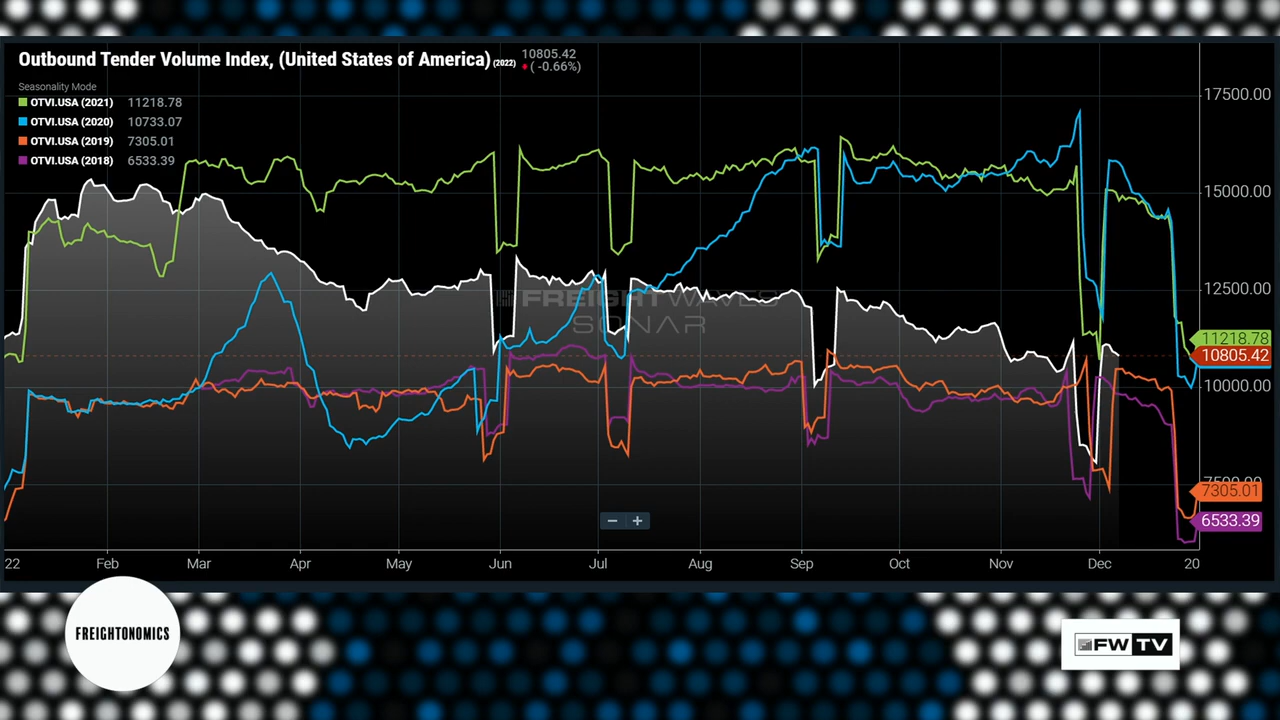 Outbound Tender Volume Index, (United States of America) (2022) 10805.42
( -0.66%)
Seasonality Mode
OTVI.USA (2021) 11218.78
OTVI.USA (2020) 10733.07
OTVI.USA (2019) 7305.01
OTVI.USA (2018) 6533.39
17500.00
15000.00
12500.00
FREIGHTWAVES
SONAR
11218.78
10805.42
10000.00
7500.00
7305.01
6533.39
− +
22 Feb Mar Apr May Jun Jul Aug Sep Oct Nov Dec 20
FREIGHTONOMICS
FWTV